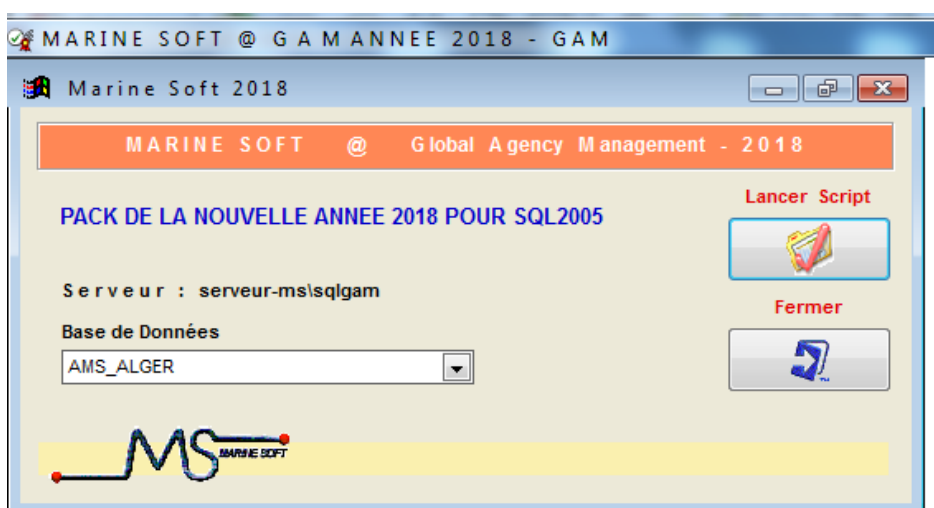 MARINE SOFT @ GAM ANNEE 2018 - GAM
Marine Soft 2018
MARINE SOFT @ Global Agency Management - 2018
Lancer Script
PACK DE LA NOUVELLE ANNEE 2018 POUR SQL2005
Serveur : serveur-ms\sqlgam
Fermer
Base de Données
AMS_ALGER
MS
MARINE SOFT